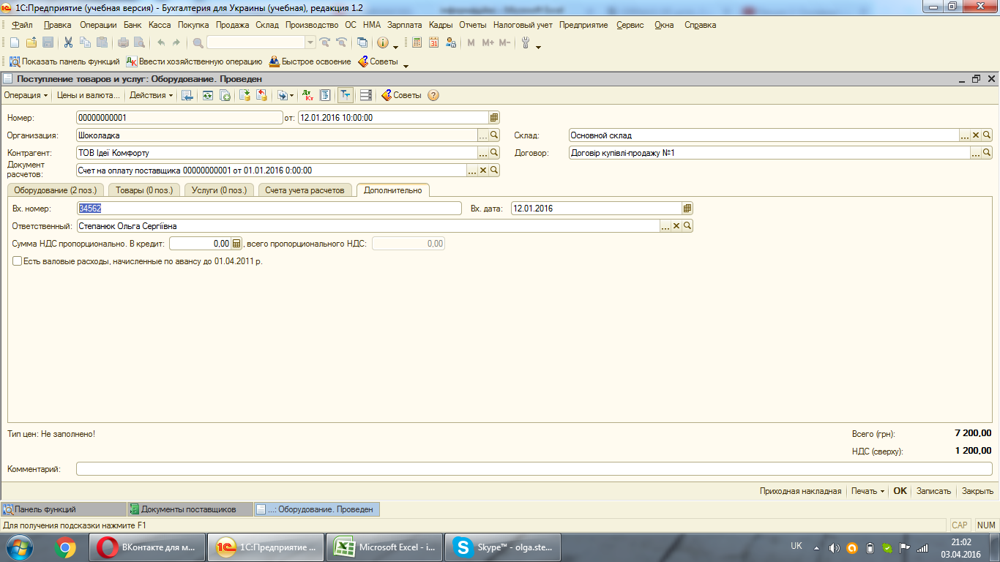 1С:Предприятие (учебная версия) - Бухгалтерия для Украины (учебная), редакция 1.2
Файл Правка Операции Банк Касса Покупка Продажа Склад Производство ОС НМА Зарплата Кадры Отчеты Налоговый учет Предприятие Сервис Окна Справка
M M+ M-
Показать панель функций Ввести хозяйственную операцию Быстрое освоение Советы
Поступление товаров и услуг: Оборудование. Проведен
Операция Цены и валюта... Действия Советы
Номер: 00000000001 от: 12.01.2016 10:00:00
Организация: Шоколадка Склад: Основной склад
Контрагент: ТОВ Ідеї Комфорту Договор: Договір купівлі-продажу №1
Документ расчетов: Счет на оплату поставщика 00000000001 от 01.01.2016 0:00:00
Оборудование (2 поз.) Товары (0 поз.) Услуги (0 поз.) Счета учета расчетов Дополнительно
Вх. номер: 34562 Вх. дата: 12.01.2016
Ответственный: Степанюк Ольга Сергіївна
Сумма НДС пропорционально. В кредит: 0,00 , всего пропорционального НДС: 0,00
Есть валовые расходы, начисленные по авансу до 01.04.2011 р.
Тип цен: Не заполнено! Всего (грн): 7 200,00
НДС (сверху): 1 200,00
Комментарий:
Приходная накладная Печать OK Записать Закрыть
Панель функций Документы поставщиков ...: Оборудование. Проведен
Для получения подсказки нажмите F1 CAP NUM
ВКонтакте для м... 1С:Предприятие ... Microsoft Excel - i... Skype™ - olga.ste... UK 21:02
03.04.2016